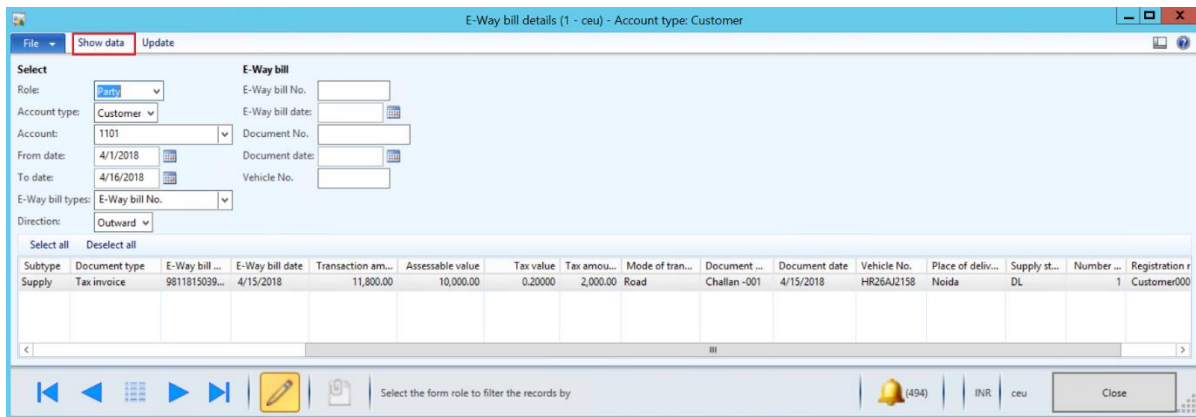 E-Way bill details (1 - ceu) - Account type: Customer
File Show data Update
Select E-Way bill
Role: Party E-Way bill No.
Account type: Customer E-Way bill date:
Account: 1101 Document No.
From date: 4/1/2018 Document date:
To date: 4/16/2018 Vehicle No.
E-Way bill types: E-Way bill No.
Direction: Outward
Select all Deselect all
Subtype Document type E-Way bill ... E-Way bill date Transaction am... Assessable value Tax value Tax amou... Mode of tran... Document ... Document date Vehicle No. Place of deliv... Supply st... Number ... Registration r
Supply Tax invoice 9811815039... 4/15/2018 11,800.00 10,000.00 0.20000 2,000.00 Road Challan -001 4/15/2018 HR26AJ2158 Noida DL 1 Customer000
Select the form role to filter the records by (494) INR ceu Close